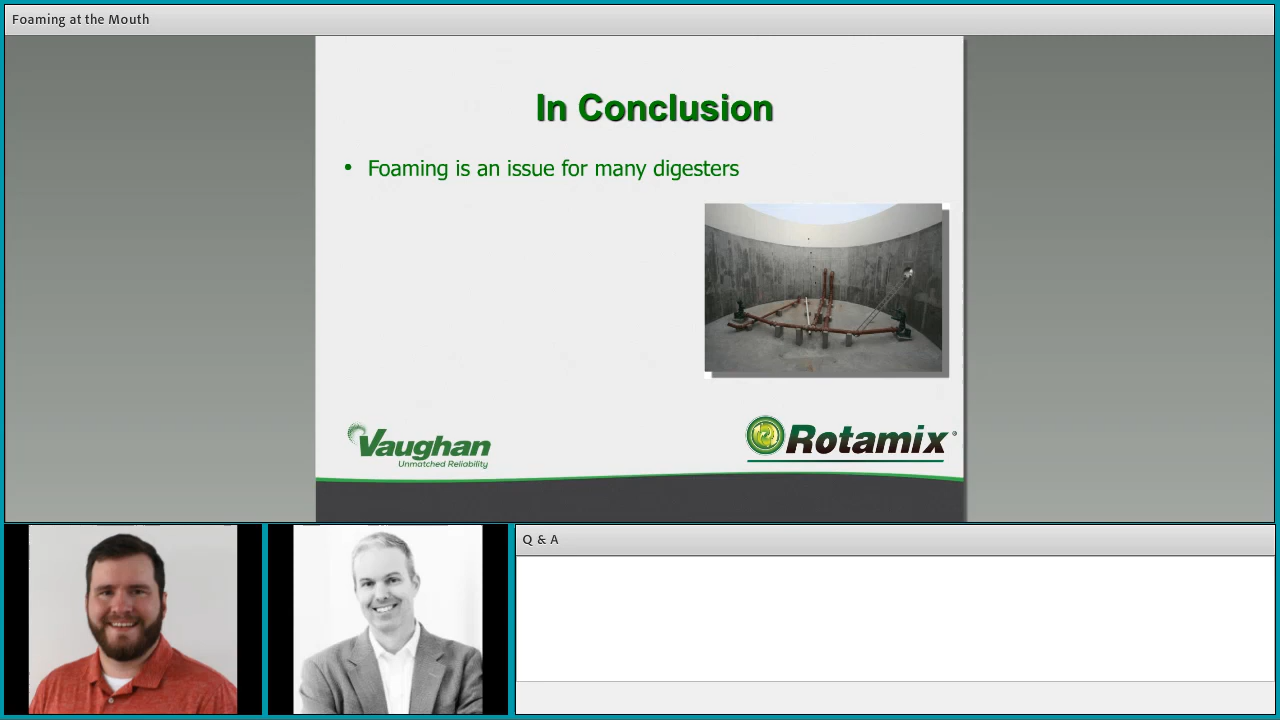 Foaming at the Mouth
In Conclusion
• Foaming is an issue for many digesters
Vaughan
Unmatched Reliability
Rotamix®
Q & A